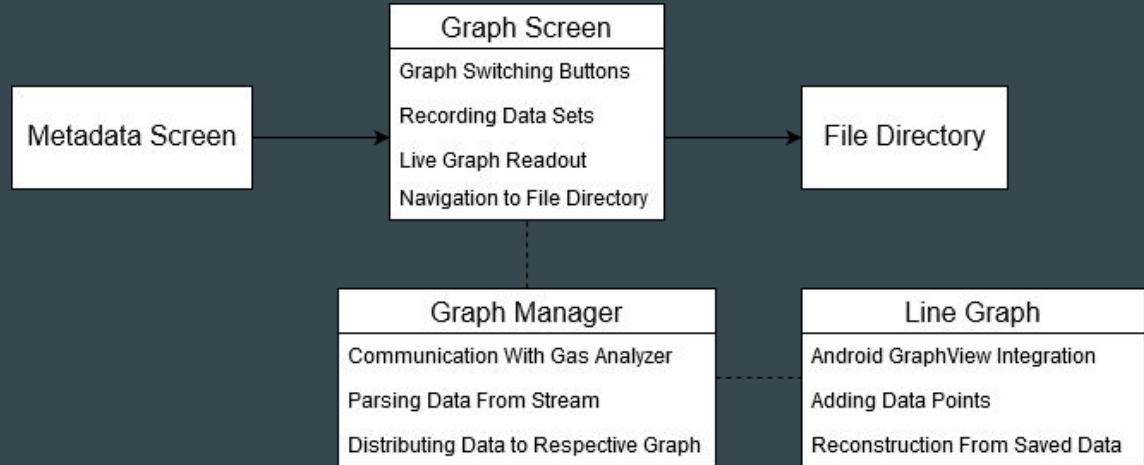 Graph Screen
Graph Switching Buttons
Recording Data Sets
Live Graph Readout
Navigation to File Directory
Metadata Screen
File Directory
Graph Manager
Communication With Gas Analyzer
Parsing Data From Stream
Distributing Data to Respective Graph
Line Graph
Android GraphView Integration
Adding Data Points
Reconstruction From Saved Data